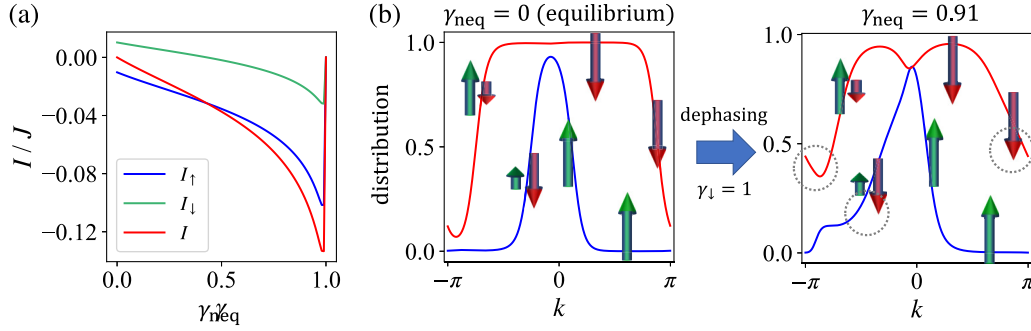 (a)
I / J
0.00
−0.04
−0.08
−0.12
I↑
I↓
I
0.0
0.5
1.0
γneq
(b)
γneq = 0 (equilibrium)
distribution
1.0
0.5
0.0
−π
0
π
k
dephasing
γ↓ = 1
γneq = 0.91
1.0
0.5
0.0
−π
0
π
k